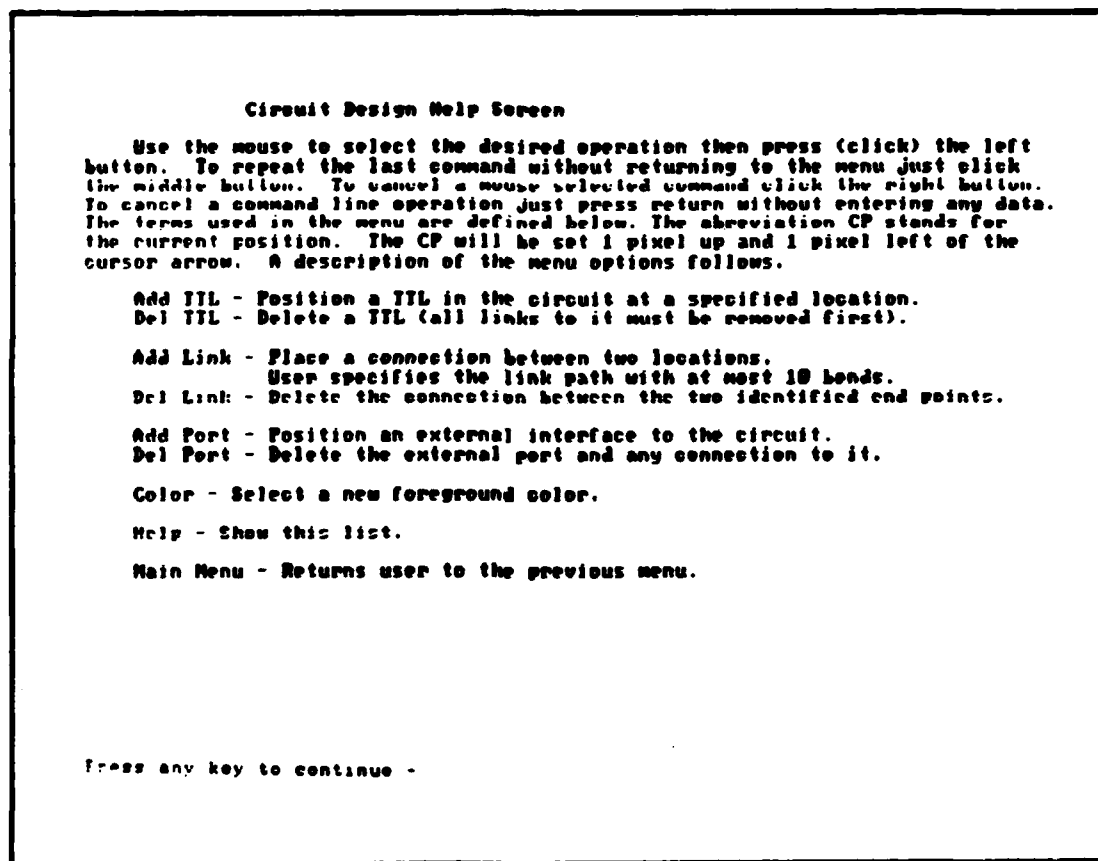 Circuit Design Help Screen
Use the mouse to select the desired operation then press (click) the left
button. To repeat the last command without returning to the menu just click
the middle button. To cancel a mouse selected command click the right button.
To cancel a command line operation just press return without entering any data.
The terms used in the menu are defined below. The abreviation CP stands for
the current position. The CP will be set 1 pixel up and 1 pixel left of the
cursor arrow. A description of the menu options follows.
Add TTL - Position a TTL in the circuit at a specified location.
Del TTL - Delete a TTL (all links to it must be removed first).
Add Link - Place a connection between two locations.
User specifies the link path with at most 10 bends.
Del Link - Delete the connection between the two identified end points.
Add Port - Position an external interface to the circuit.
Del Port - Delete the external port and any connection to it.
Color - Select a new foreground color.
Help - Show this list.
Main Menu - Returns user to the previous menu.
Press any key to continue -